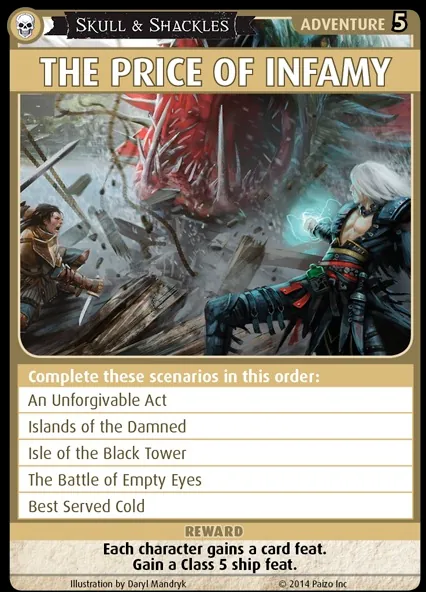 SKULL & SHACKLES
ADVENTURE 5
THE PRICE OF INFAMY
Complete these scenarios in this order:
An Unforgivable Act
Islands of the Damned
Isle of the Black Tower
The Battle of Empty Eyes
Best Served Cold
REWARD
Each character gains a card feat.
Gain a Class 5 ship feat.
Illustration by Daryl Mandryk
© 2014 Paizo Inc